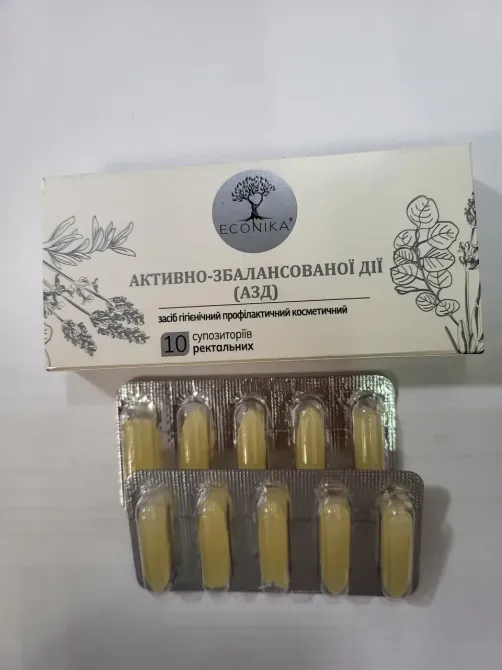 ECONIKA®
АКТИВНО-ЗБАЛАНСОВАНОЇ ДІЇ
(АЗД)
засіб гігієнічний профілактичний косметичний
10 супозиторіїв
ректальних